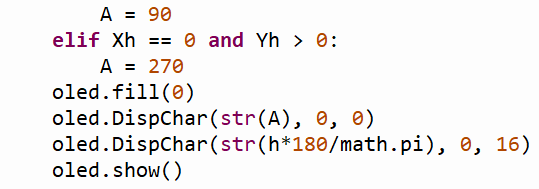 A = 90
    elif Xh == 0 and Yh > 0:
        A = 270
    oled.fill(0)
    oled.DispChar(str(A), 0, 0)
    oled.DispChar(str(h*180/math.pi), 0, 16)
    oled.show()